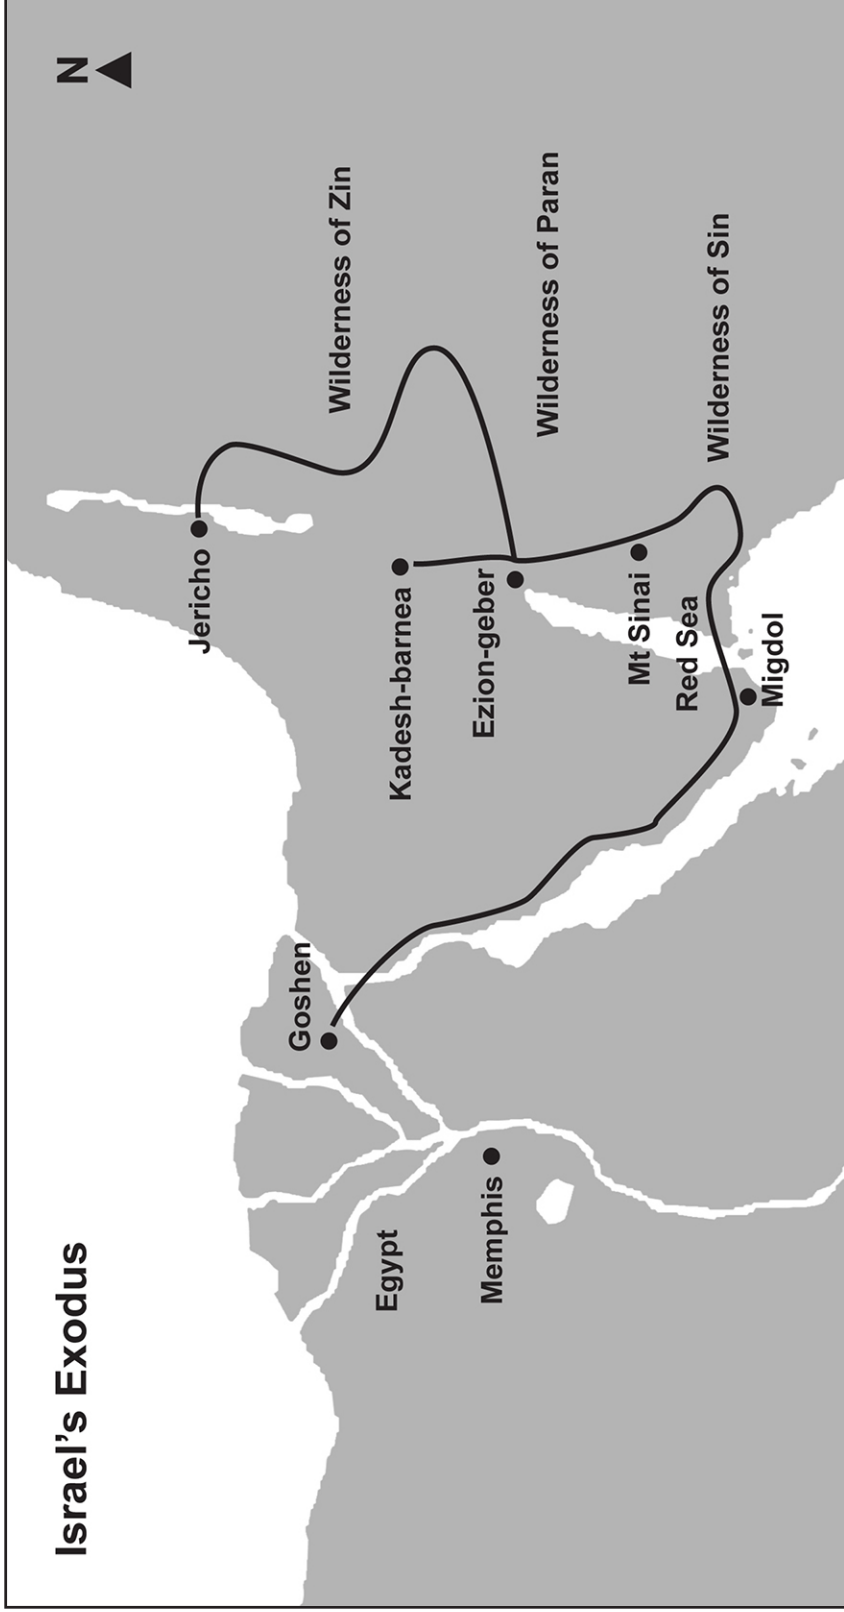 Israel's Exodus
N
Jericho
Wilderness of Zin
Goshen
Kadesh-barnea
Egypt
Ezion-geber
Wilderness of Paran
Memphis
Mt Sinai
Red Sea
Wilderness of Sin
Migdol